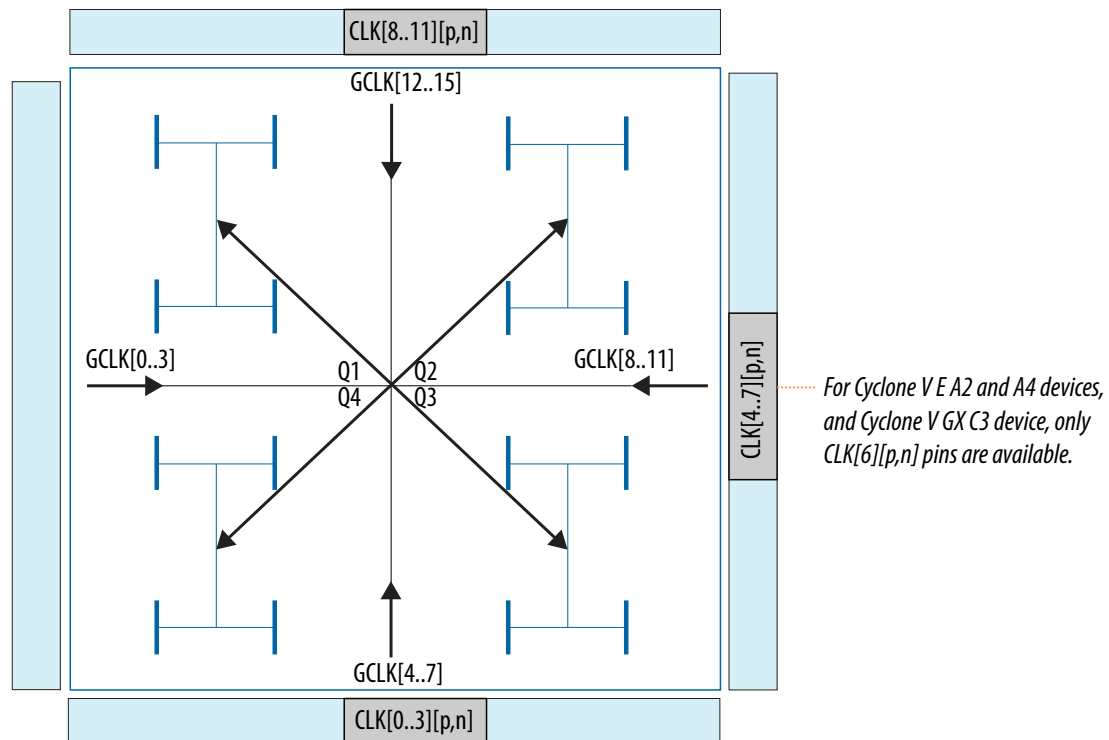 CLK[8..11][p,n]
GCLK[12..15]
GCLK[0..3]
Q1
Q2
GCLK[8..11]
Q4
Q3
CLK[4..7][p,n]
For Cyclone V E A2 and A4 devices,
and Cyclone V GX C3 device, only
CLK[6][p,n] pins are available.
GCLK[4..7]
CLK[0..3][p,n]